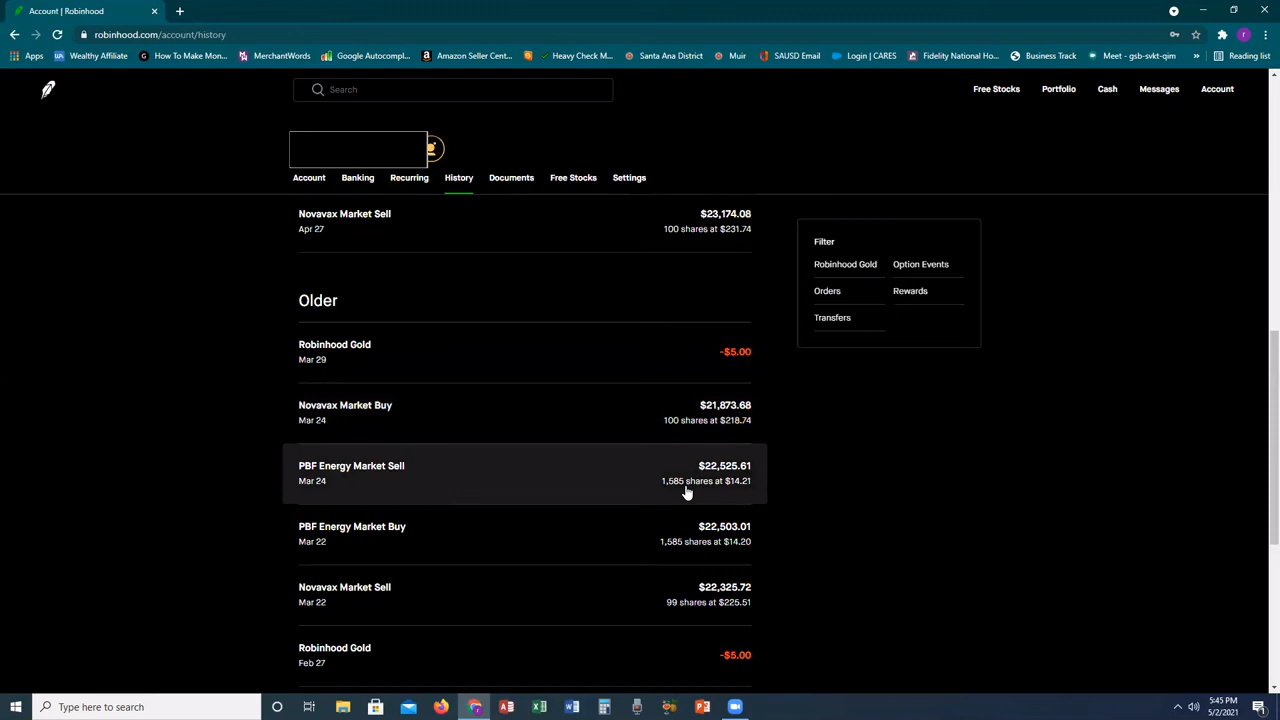 Account | Robinhood
robinhood.com/account/history
Apps
Wealthy Affiliate
How To Make Mon...
MerchantWords
Google Autocompl...
Amazon Seller Cent...
Heavy Check M...
Santa Ana District
Muir
SAUSD Email
Login | CARES
Fidelity National Ho...
Business Track
Meet - gsb-svkt-qim
»
Reading list
Search
Free Stocks
Portfolio
Cash
Messages
Account
Account
Banking
Recurring
History
Documents
Free Stocks
Settings
Novavax Market Sell
$23,174.08
Apr 27
100 shares at $231.74
Filter
Robinhood Gold
Option Events
Orders
Rewards
Transfers
Older
Robinhood Gold
Mar 29
-$5.00
Novavax Market Buy
$21,873.68
Mar 24
100 shares at $218.74
PBF Energy Market Sell
$22,525.61
Mar 24
1,585 shares at $14.21
PBF Energy Market Buy
$22,503.01
Mar 22
1,585 shares at $14.20
Novavax Market Sell
$22,325.72
Mar 22
99 shares at $225.51
Robinhood Gold
Feb 27
-$5.00
Type here to search
5:45 PM
5/2/2021